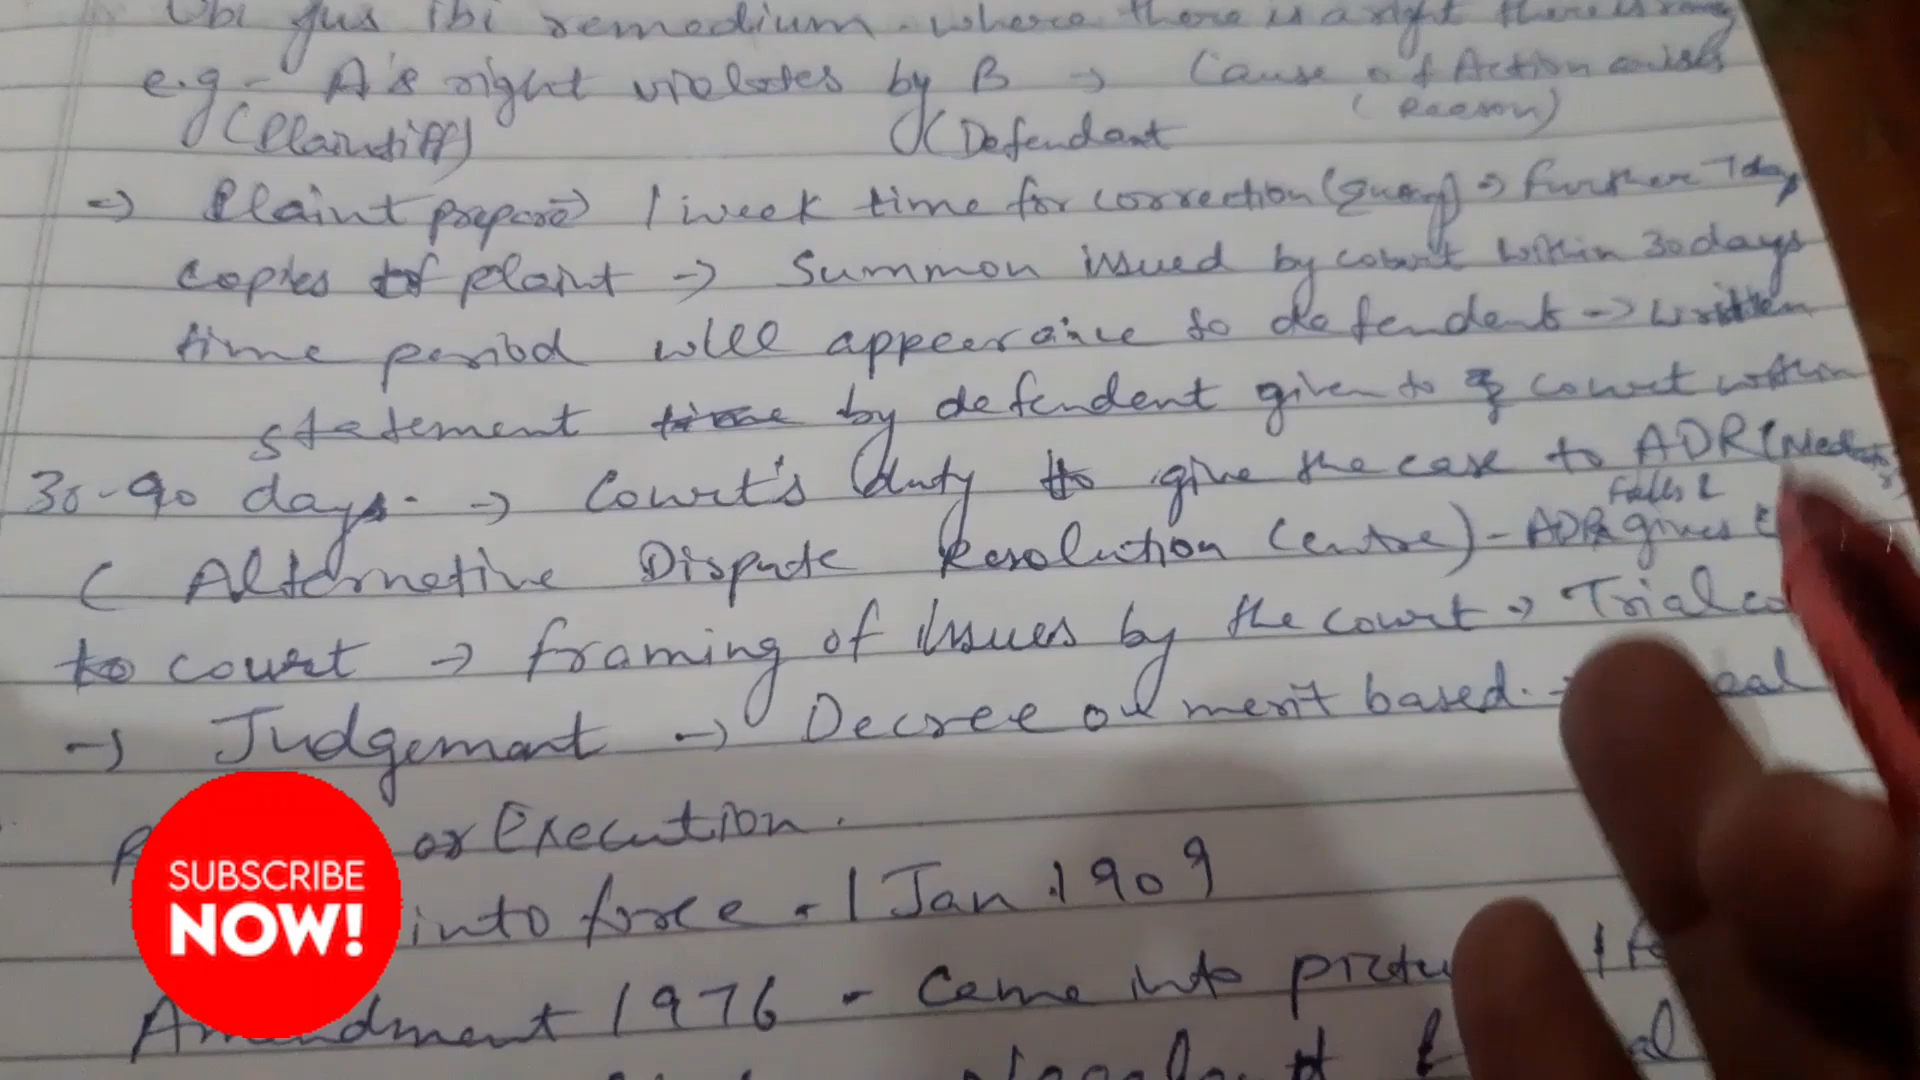 Ubi jus ibi remedium. where there is a right there is
e.g - A's right violates by B → Cause of Action arises
(Plaintiff) (Defendant (Reason)
→ Plaint prepare) 1 week time for correction ( ) → further 7 day
copies of plaint → Summon issued by court within 30 days
time period will appearance to defendent → written
statement time by defendent given to court within
30-90 days. → Court's duty to give the case to ADR (
fails &
( Alternative Dispute Resolution Centre) - ADR gives
to court → framing of issues by the court → Trial
→ Judgement → Decree on merit based.
or Execution.
into force - 1 Jan 1909
SUBSCRIBE
NOW!
Amendment 1976 - Came into